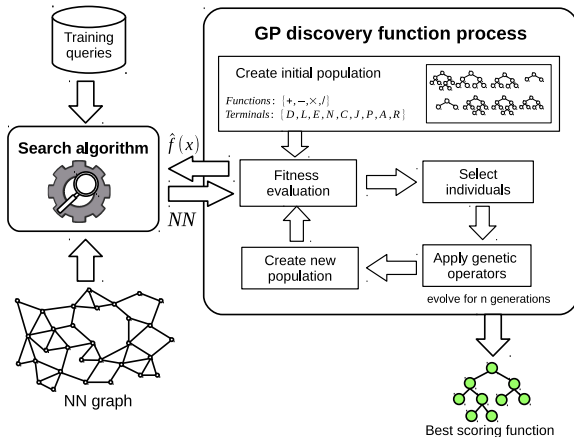 Training
queries
GP discovery function process
Create initial population
Functions: {+,−,×,/}
Terminals: {D,L,E,N,C,J,P,A,R}
Search algorithm
f̂(x)
NN
Fitness
evaluation
Select
individuals
Create new
population
Apply genetic
operators
evolve for n generations
NN graph
Best scoring function